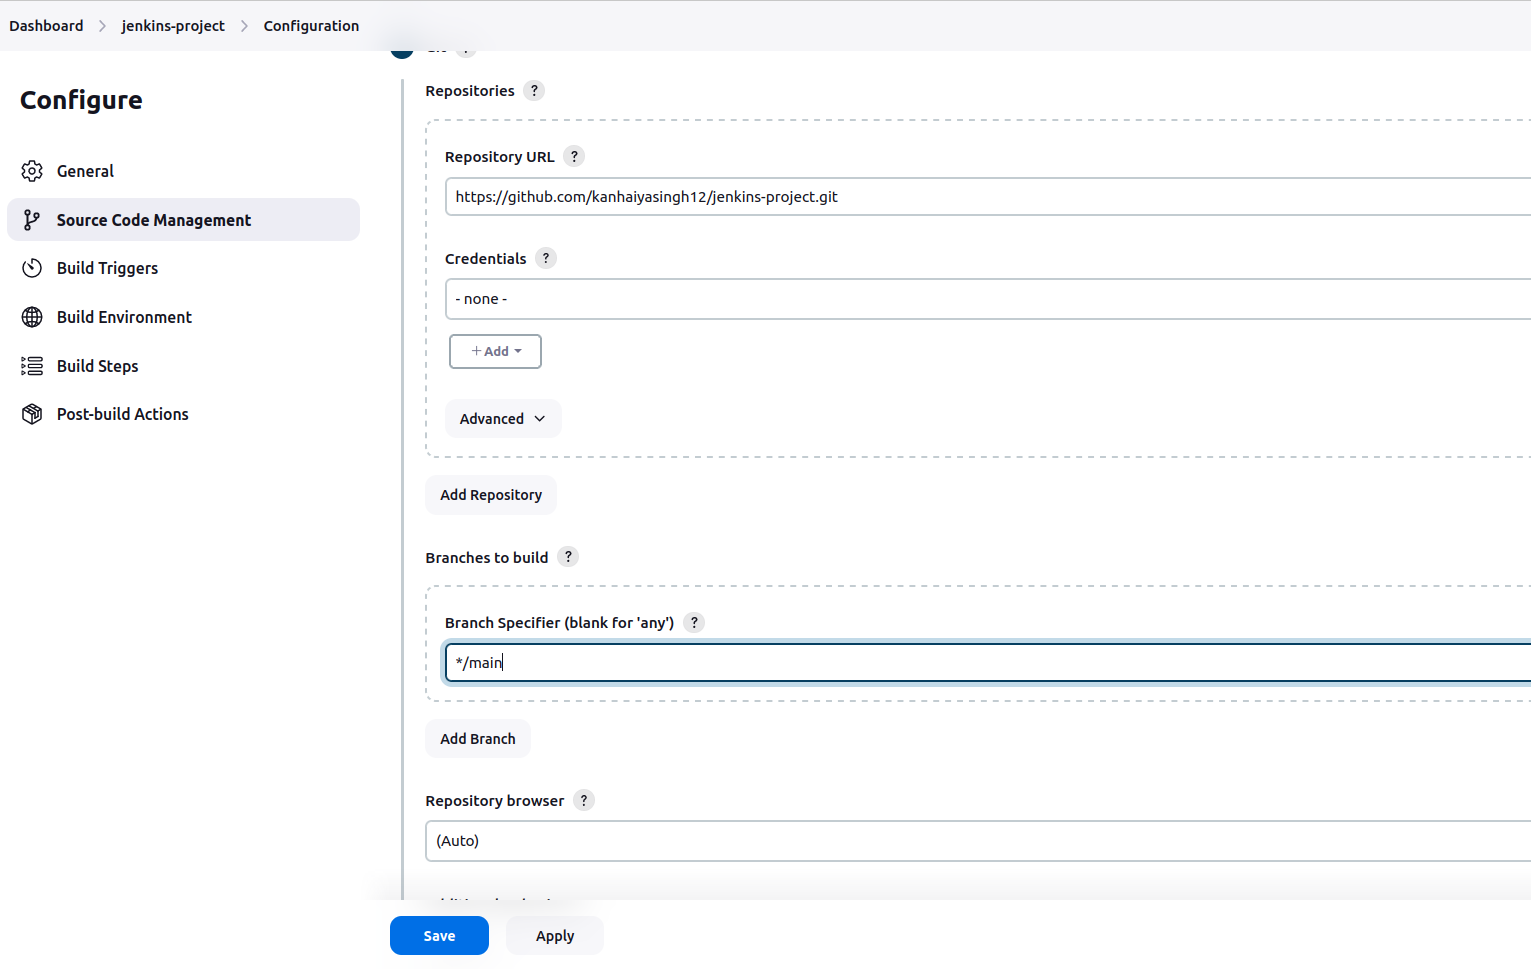 Dashboard > jenkins-project > Configuration
Configure
General
Source Code Management
Build Triggers
Build Environment
Build Steps
Post-build Actions
Repositories ?
Repository URL ?
https://github.com/kanhaiyasingh12/jenkins-project.git
Credentials ?
- none -
+ Add
Advanced
Add Repository
Branches to build ?
Branch Specifier (blank for 'any') ?
*/main
Add Branch
Repository browser ?
(Auto)
Save Apply